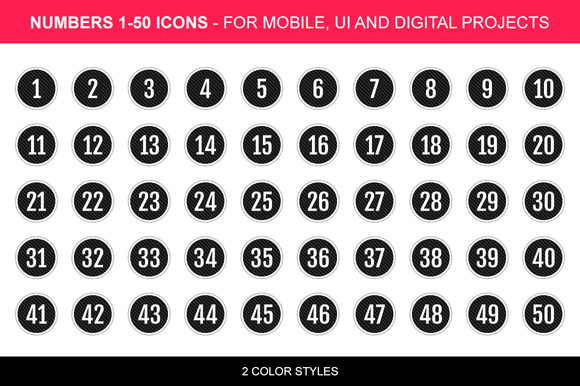 NUMBERS 1-50 ICONS - FOR MOBILE, UI AND DIGITAL PROJECTS
1 2 3 4 5 6 7 8 9 10
11 12 13 14 15 16 17 18 19 20
21 22 23 24 25 26 27 28 29 30
31 32 33 34 35 36 37 38 39 40
41 42 43 44 45 46 47 48 49 50
2 COLOR STYLES